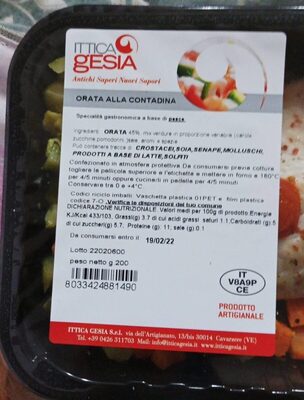 ITTICA
GESIA
Antichi Saperi Nuovi Sapori
ORATA ALLA CONTADINA
Specialità gastronomica a base di pesce
Ingredienti: ORATA 45%, mix verdure in proporzione variabile (carote
zucchine,pomodorini, sale, aromi e spezie.
Può contenere tracce di CROSTACEI,SOIA,SENAPE,MOLLUSCHI,
PRODOTTI A BASE DI LATTE,SOLFITI
Confezionato in atmosfera protettiva Da consumarsi previa cottura
togliere la pellicola superiore e l'etichetta e mettere in forno a 180°C
per 4/5 minuti oppure cucinarli in padella per 4/5 minuti
Conservare tra 0 e +4°C
Codici riciclo imballi: Vaschetta plastica 01PET e film plastica
codice 7-O .Verifica le disposizioni del tuo comune
DICHIARAZIONE NUTRIZIONALE. Valori medi per 100g di prodotto:Energia
KJ/Kcal 433/103, Grassi(g) 3.7 di cui acidi grassi saturi 1.1;Carboidrati (g) 5
di cui zuccheri(g) 5.7; Proteine (g): 11; sale (g) 0.1
Da consumarsi entro il 19/02/22
Lotto 22020600
peso netto g 200
8033424881490
IT
V8A9P
CE
PRODOTTO
ARTIGIANALE
ITTICA GESIA S.r.l. via dell'Artigianato, 13/b 30014 Cavarzere (VE)
Tel. +39 0426 311703 Mail: info@itticagesia.it
www.itticagesia.it